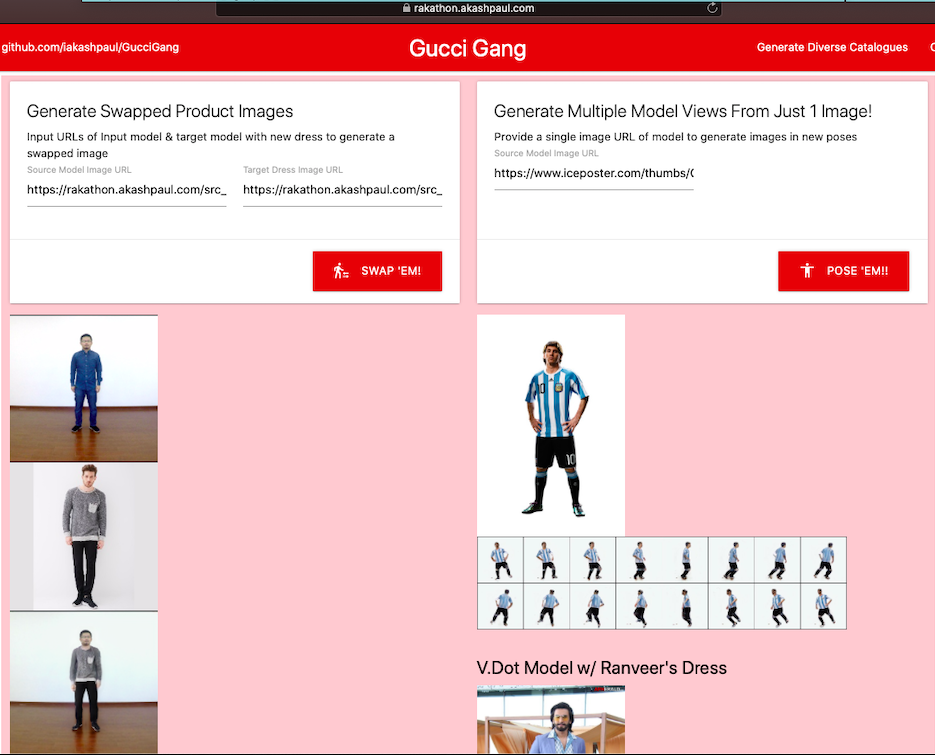 rakathon.akashpaul.com
github.com/iakashpaul/GucciGang
Gucci Gang
Generate Diverse Catalogues
Generate Swapped Product Images
Input URLs of Input model & target model with new dress to generate a
swapped image
Source Model Image URL
Target Dress Image URL
https://rakathon.akashpaul.com/src_
https://rakathon.akashpaul.com/src_
SWAP 'EM!
Generate Multiple Model Views From Just 1 Image!
Provide a single image URL of model to generate images in new poses
Source Model Image URL
https://www.iceposter.com/thumbs/
POSE 'EM!!
10
V.Dot Model w/ Ranveer's Dress